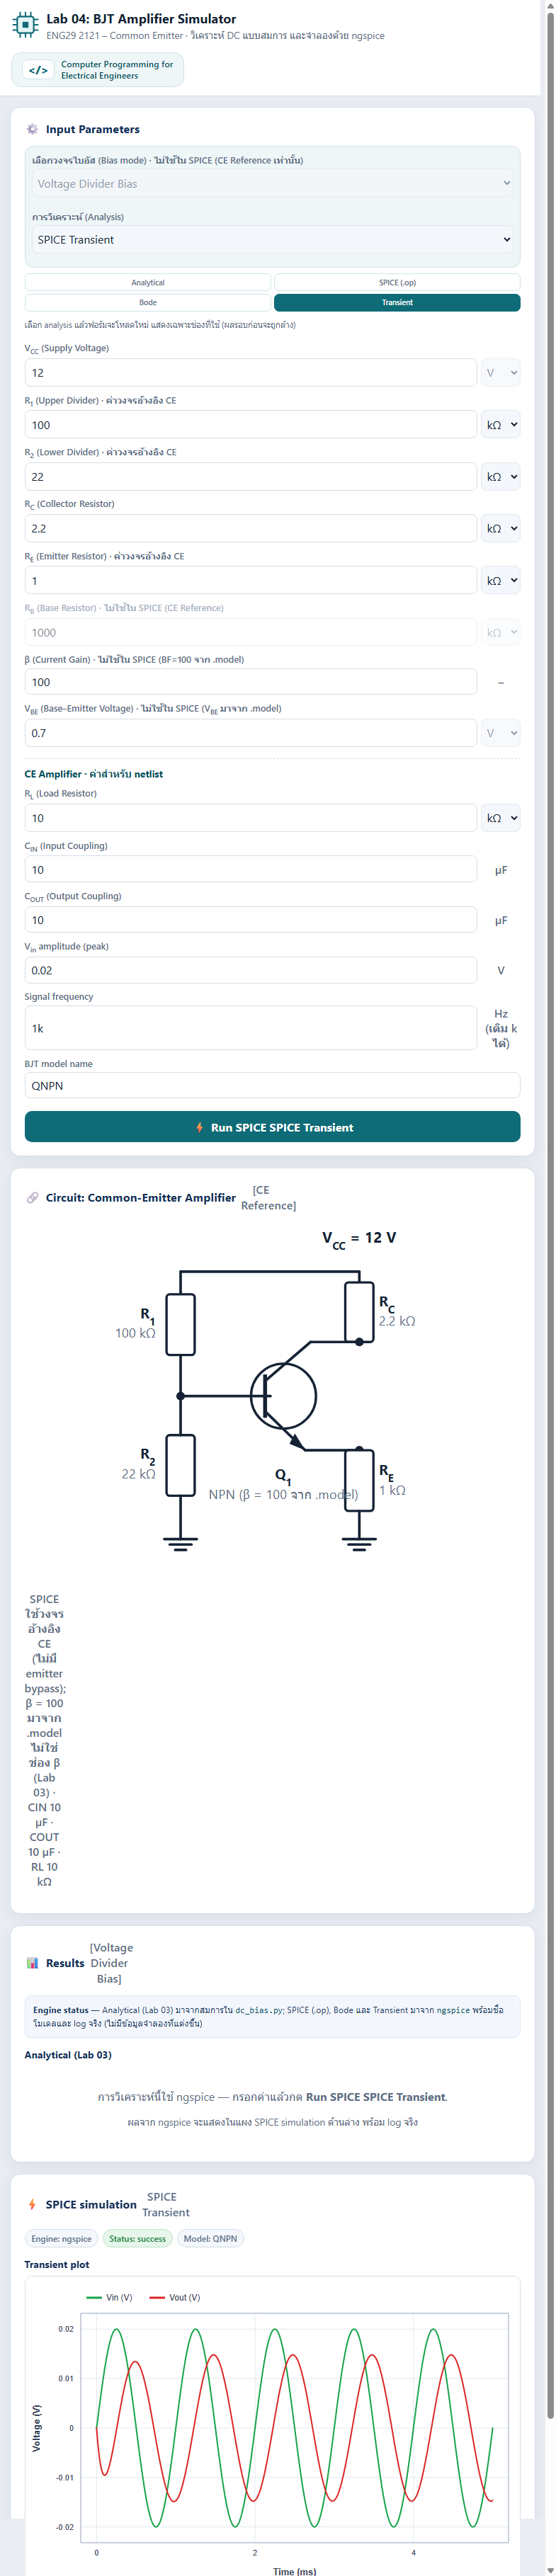 Lab 04: BJT Amplifier Simulator
ENG29 2121 – Common Emitter · วิเคราะห์ DC แบบสมการ และจำลองด้วย ngspice
</> Computer Programming for
Electrical Engineers
Input Parameters
เลือกวงจรไบอัส (Bias mode) · ไม่ใช้ใน SPICE (CE Reference เท่านั้น)
Voltage Divider Bias
การวิเคราะห์ (Analysis)
SPICE Transient
Analytical SPICE (.op)
Bode Transient
เลือก analysis แล้วฟอร์มจะโหลดใหม่ แสดงเฉพาะช่องที่ใช้ (ผลรอบก่อนจะถูกล้าง)
VCC (Supply Voltage)
12 V
R1 (Upper Divider) · ค่าวงจรอ้างอิง CE
100 kΩ
R2 (Lower Divider) · ค่าวงจรอ้างอิง CE
22 kΩ
RC (Collector Resistor)
2.2 kΩ
RE (Emitter Resistor) · ค่าวงจรอ้างอิง CE
1 kΩ
RB (Base Resistor) · ไม่ใช้ใน SPICE (CE Reference)
1000 kΩ
β (Current Gain) · ไม่ใช้ใน SPICE (BF=100 จาก .model)
100 –
VBE (Base–Emitter Voltage) · ไม่ใช้ใน SPICE (VBE มาจาก .model)
0.7 V
CE Amplifier · ค่าสำหรับ netlist
RL (Load Resistor)
10 kΩ
CIN (Input Coupling)
10 μF
COUT (Output Coupling)
10 μF
Vin amplitude (peak)
0.02 V
Signal frequency
1k Hz (เติม k ได้)
BJT model name
QNPN
Run SPICE SPICE Transient
Circuit: Common-Emitter Amplifier [CE
Reference]
VCC = 12 V
R1
100 kΩ
RC
2.2 kΩ
R2
22 kΩ
Q1
NPN (β = 100 จาก .model)
RE
1 kΩ
SPICE
ใช้วงจร
อ้างอิง
CE
(ไม่มี
emitter
bypass);
β = 100
มาจาก
.model
ไม่ใช่
ช่อง β
(Lab
03) ·
CIN 10
μF ·
COUT
10 μF ·
RL 10
kΩ
Results [Voltage
Divider
Bias]
Engine status — Analytical (Lab 03) มาจากสมการใน dc_bias.py; SPICE (.op), Bode และ Transient มาจาก ngspice พร้อมชื่อ
โมเดลและ log จริง (ไม่มีข้อมูลจำลองที่แต่งขึ้น)
Analytical (Lab 03)
การวิเคราะห์นี้ใช้ ngspice — กรอกค่าแล้วกด Run SPICE SPICE Transient.
ผลจาก ngspice จะแสดงในแผง SPICE simulation ด้านล่าง พร้อม log จริง
SPICE simulation SPICE
Transient
Engine: ngspice Status: success Model: QNPN
Transient plot
Vin (V) Vout (V)
0.02
0.01
0
-0.01
-0.02
Voltage (V)
0 2 4
Time (ms)